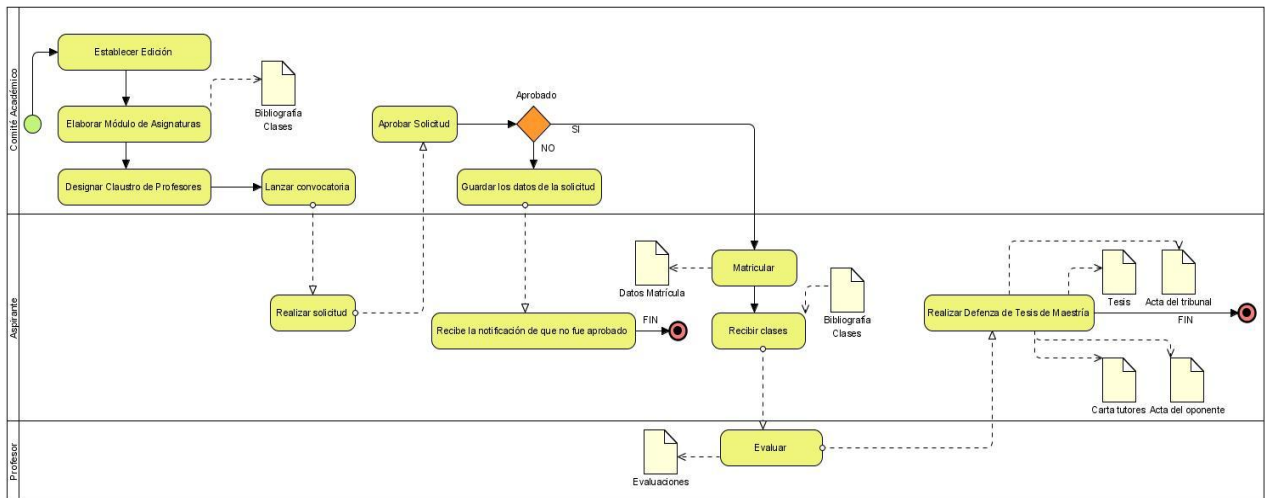 Comité Académico
Establecer Edición
Elaborar Módulo de Asignaturas
Bibliografía
Clases
Designar Claustro de Profesores
Lanzar convocatoria
Aprobar Solicitud
Aprobado
SI
NO
Guardar los datos de la solicitud
Aspirante
Realizar solicitud
Recibe la notificación de que no fue aprobado
FIN
Matricular
Datos Matrícula
Recibir clases
Bibliografía
Clases
Realizar Defenza de Tesis de Maestría
Tesis
Acta del tribunal
FIN
Carta tutores
Acta del oponente
Profesor
Evaluar
Evaluaciones